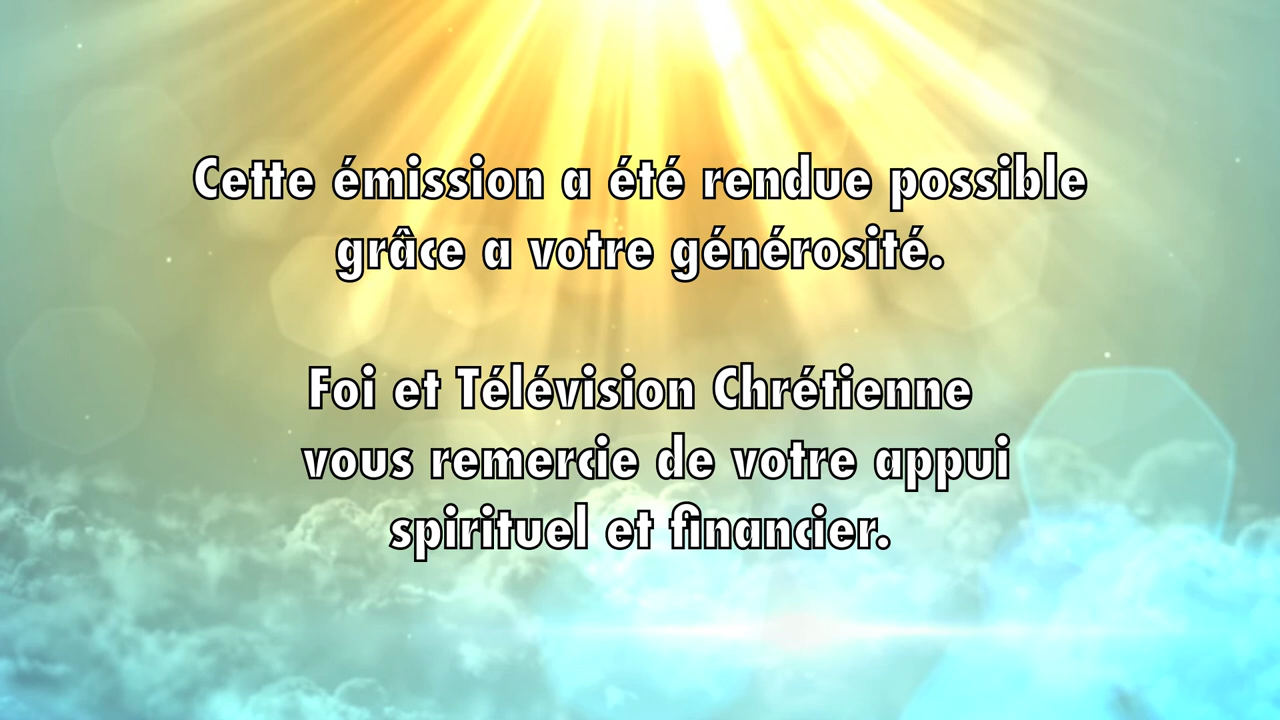 Cette émission a été rendue possible
grâce a votre générosité.
Foi et Télévision Chrétienne
vous remercie de votre appui
spirituel et financier.